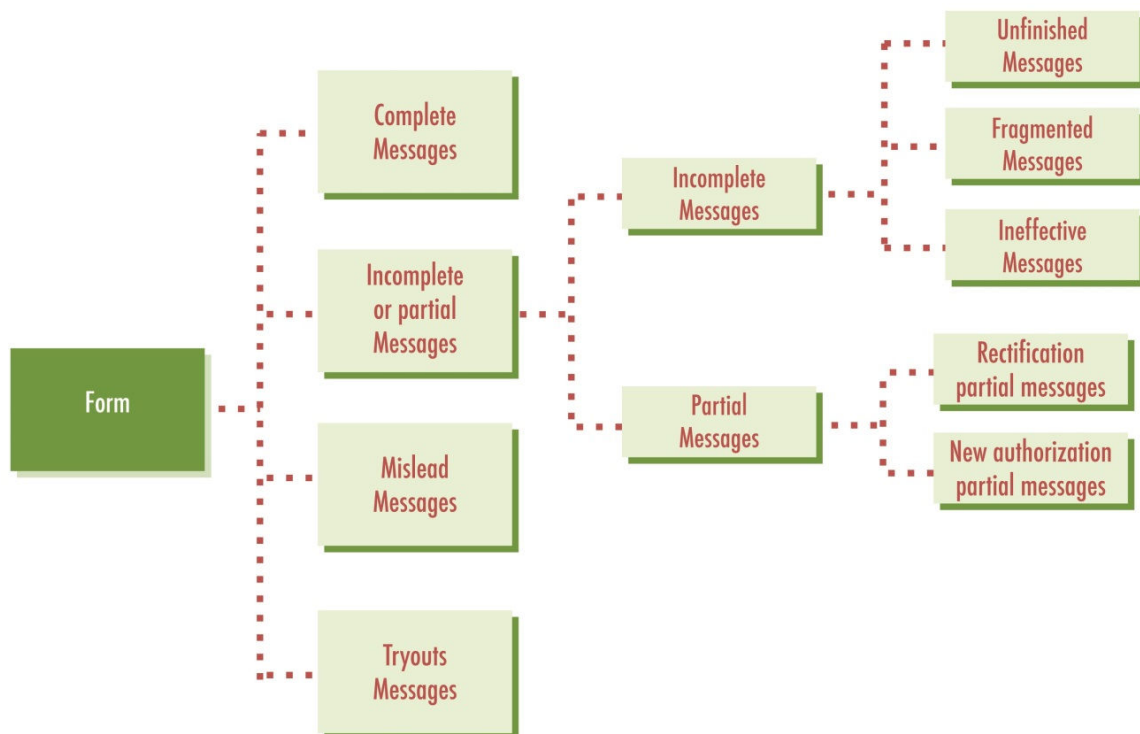 Form
Complete
Messages
Incomplete
or partial
Messages
Mislead
Messages
Tryouts
Messages
Incomplete
Messages
Partial
Messages
Unfinished
Messages
Fragmented
Messages
Ineffective
Messages
Rectification
partial messages
New authorization
partial messages